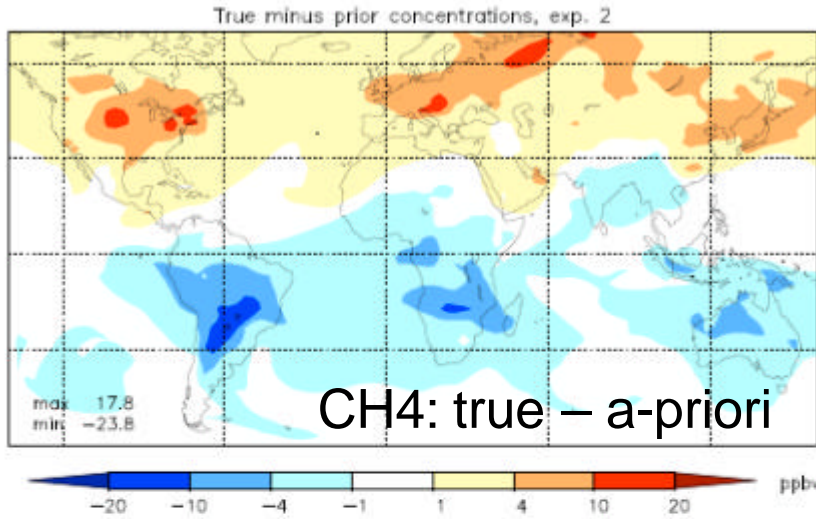 True minus prior concentrations, exp. 2
max 17.8
min −23.8
CH4: true – a-priori
−20 −10 −4 −1 1 4 10 20 ppbv